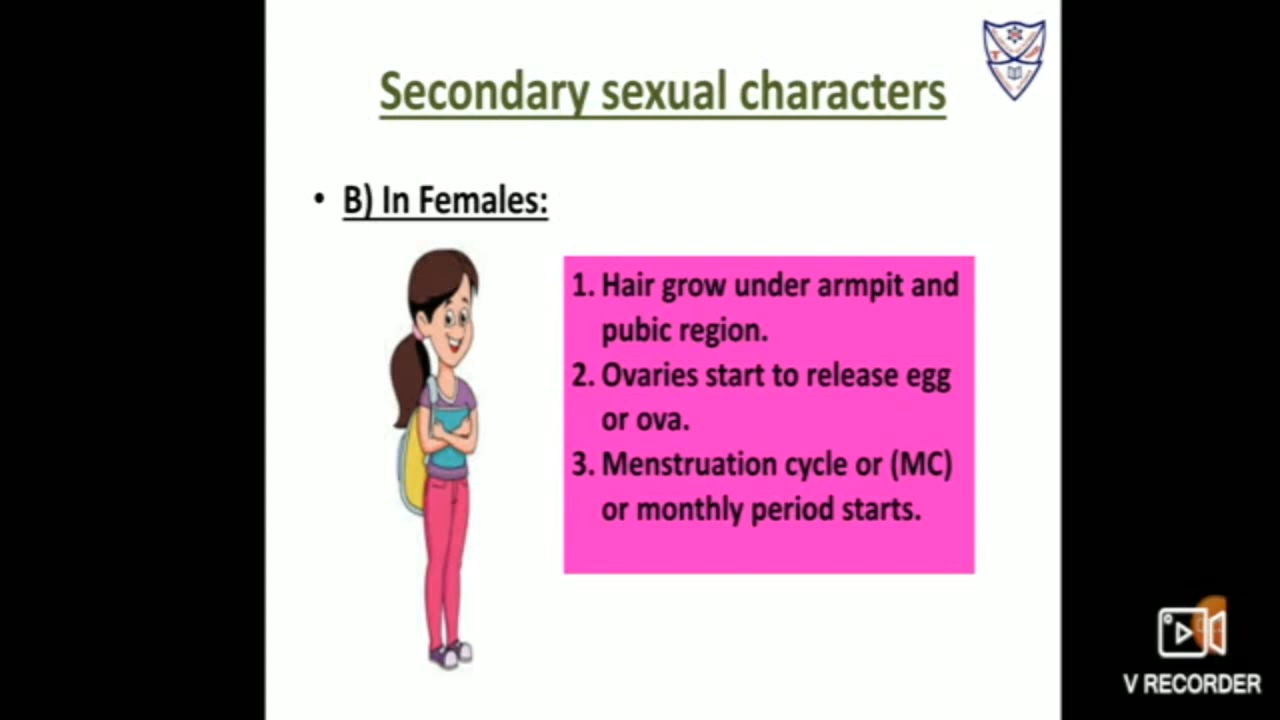 Secondary sexual characters
• B) In Females:
1. Hair grow under armpit and
pubic region.
2. Ovaries start to release egg
or ova.
3. Menstruation cycle or (MC)
or monthly period starts.
V RECORDER